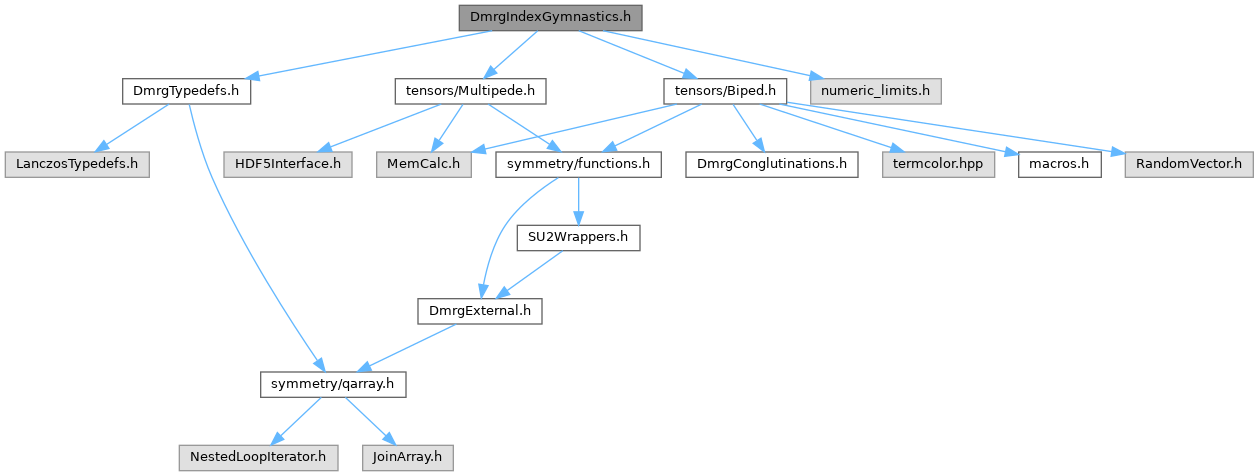 DmrgIndexGymnastics.h
DmrgTypedefs.h
tensors/Multipede.h
tensors/Biped.h
numeric_limits.h
LanczosTypedefs.h
HDF5Interface.h
MemCalc.h
symmetry/functions.h
DmrgConglutinations.h
termcolor.hpp
macros.h
RandomVector.h
SU2Wrappers.h
DmrgExternal.h
symmetry/qarray.h
NestedLoopIterator.h
JoinArray.h